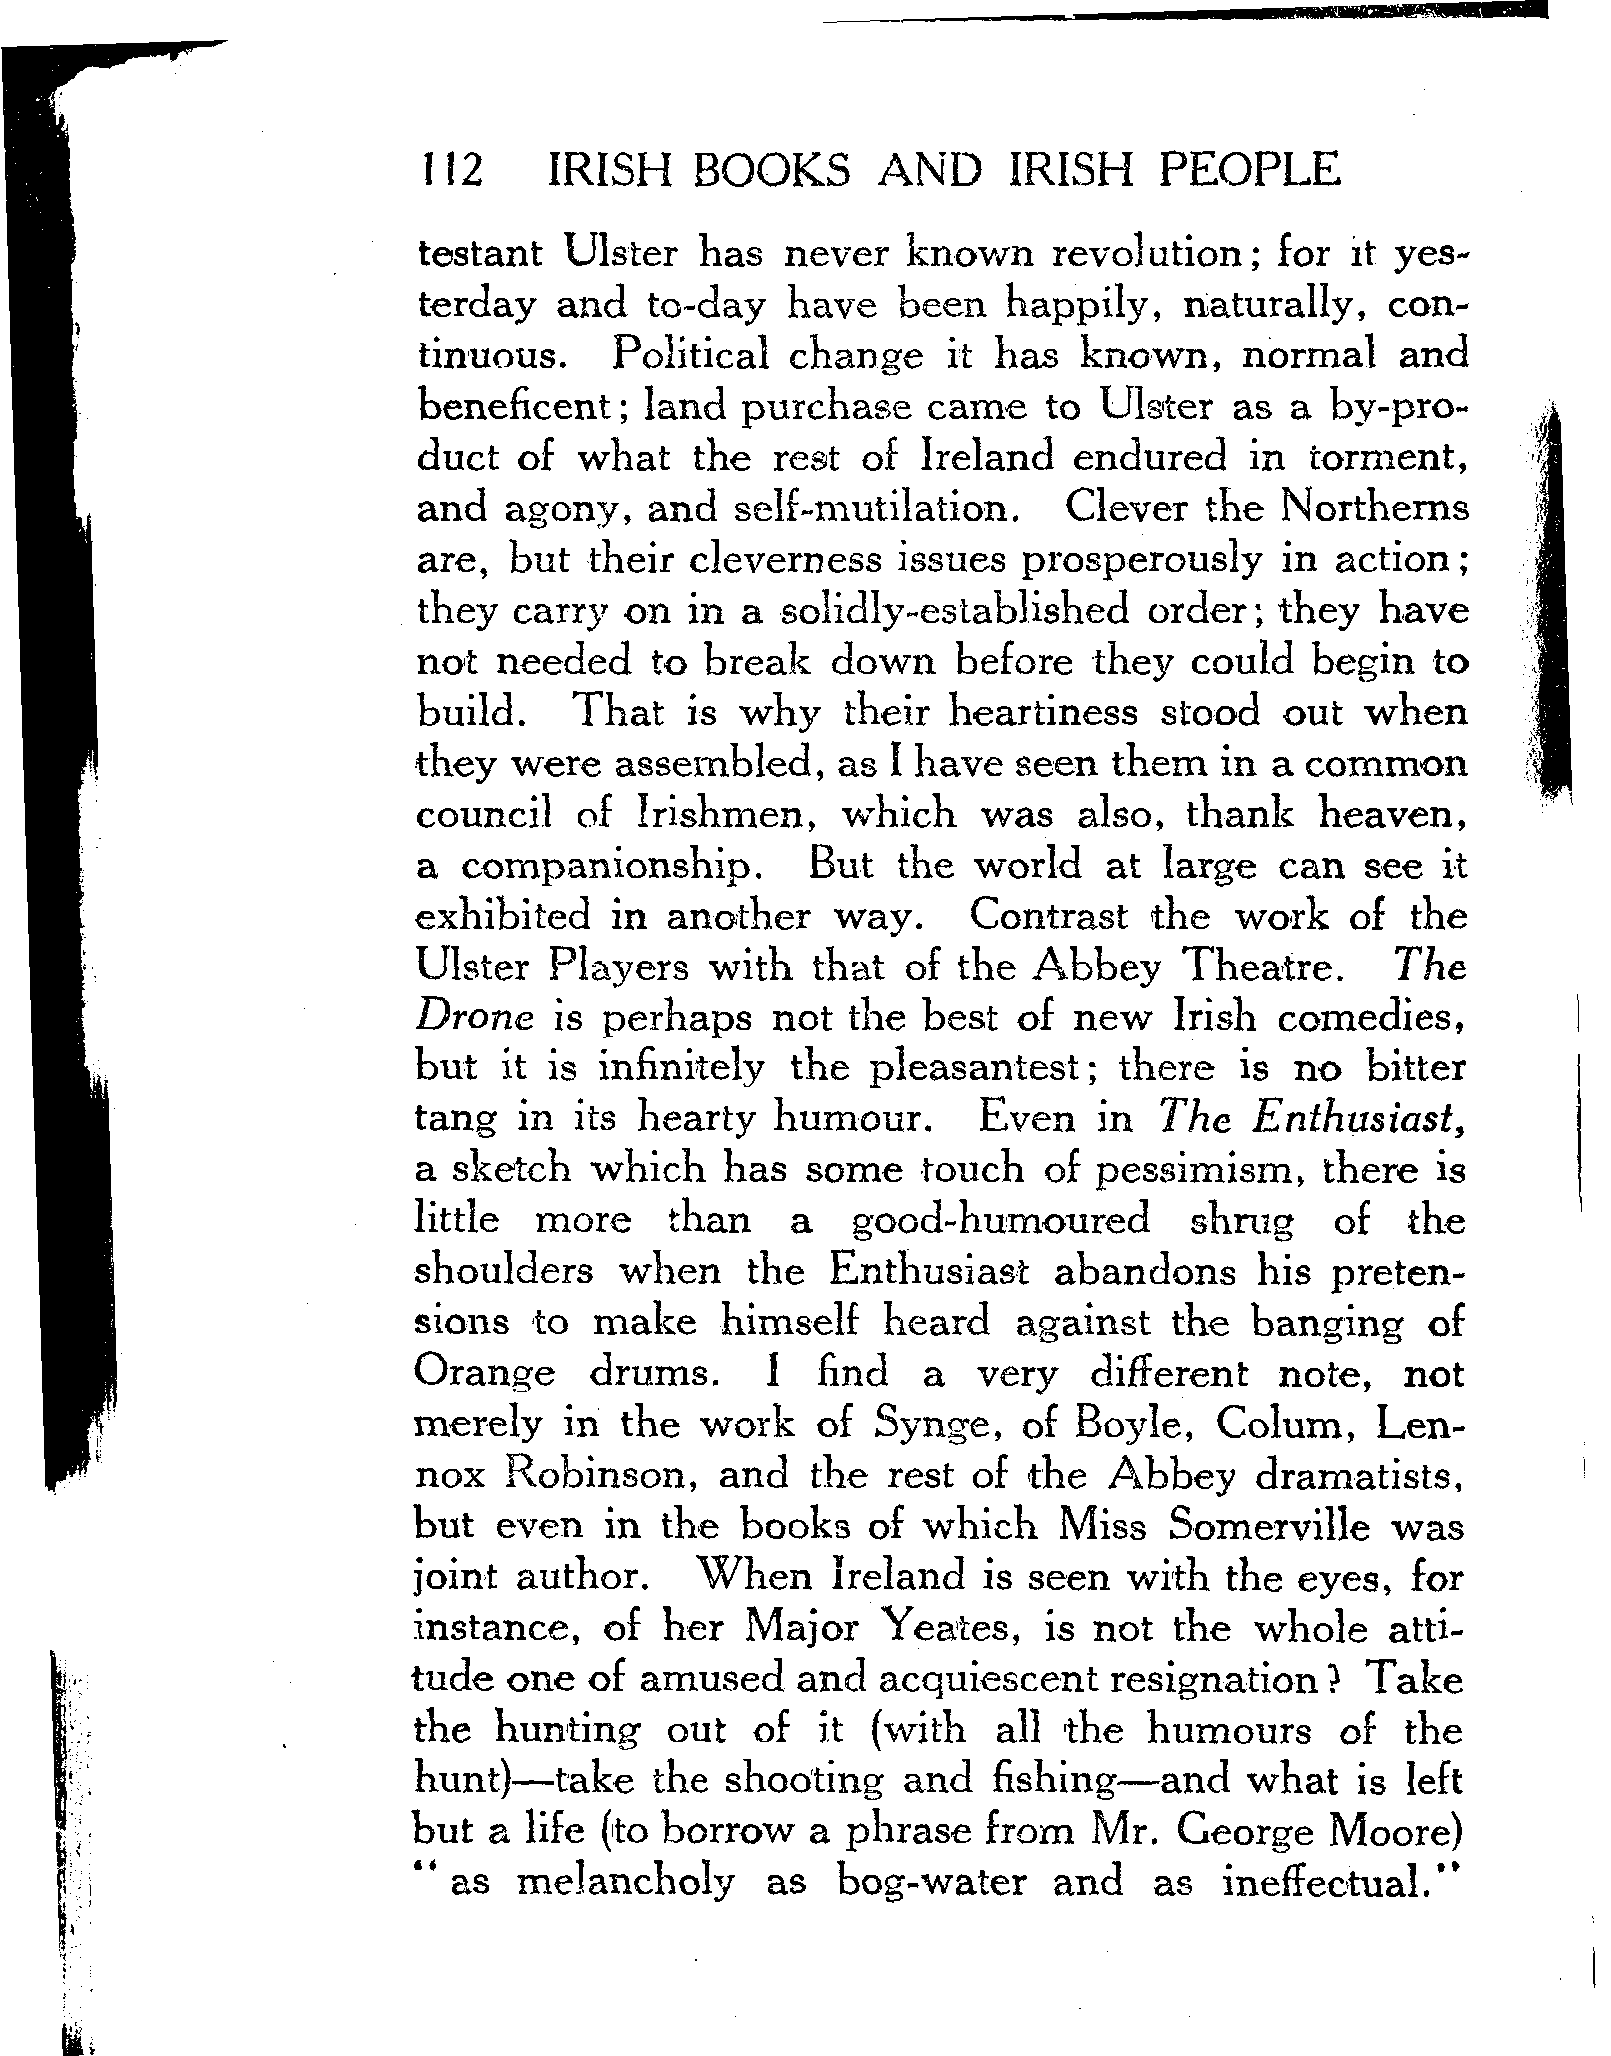 112 IRISH BOOKS AND IRISH PEOPLE
testant Ulster has never known revolution; for it yes-
terday and to-day have been happily, naturally, con-
tinuous. Political change it has known, normal and
beneficent; land purchase came to Ulster as a by-pro-
duct of what the rest of Ireland endured in torment,
and agony, and self-mutilation. Clever the Northerns
are, but their cleverness issues prosperously in action;
they carry on in a solidly-established order; they have
not needed to break down before they could begin to
build. That is why their heartiness stood out when
they were assembled, as I have seen them in a common
council of Irishmen, which was also, thank heaven,
a companionship. But the world at large can see it
exhibited in another way. Contrast the work of the
Ulster Players with that of the Abbey Theatre. The
Drone is perhaps not the best of new Irish comedies,
but it is infinitely the pleasantest; there is no bitter
tang in its hearty humour. Even in The Enthusiast,
a sketch which has some touch of pessimism, there is
little more than a good-humoured shrug of the
shoulders when the Enthusiast abandons his preten-
sions to make himself heard against the banging of
Orange drums. I find a very different note, not
merely in the work of Synge, of Boyle, Colum, Len-
nox Robinson, and the rest of the Abbey dramatists,
but even in the books of which Miss Somerville was
joint author. When Ireland is seen with the eyes, for
instance, of her Major Yeates, is not the whole atti-
tude one of amused and acquiescent resignation? Take
the hunting out of it (with all the humours of the
hunt)—take the shooting and fishing—and what is left
but a life (to borrow a phrase from Mr. George Moore)
"as melancholy as bog-water and as ineffectual."